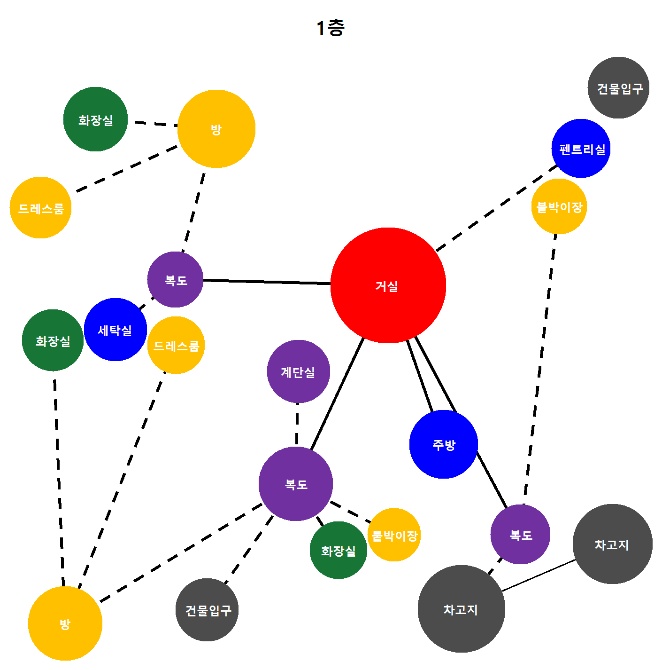 1층
건물입구
화장실
방
펜트리실
드레스룸
붙박이장
복도
거실
세탁실
화장실
드레스룸
계단실
주방
복도
붙박이장
복도
화장실
차고지
건물입구
차고지
방